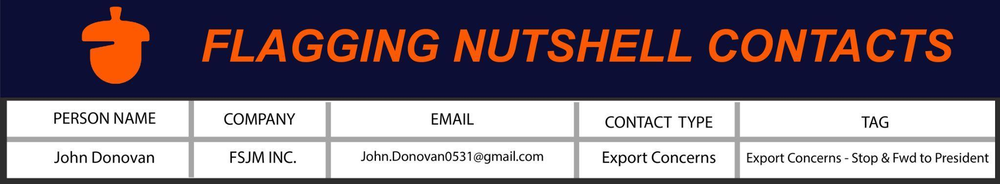 FLAGGING NUTSHELL CONTACTS
PERSON NAME COMPANY EMAIL CONTACT TYPE TAG
John Donovan FSJM INC. John.Donovan0531@gmail.com Export Concerns Export Concerns - Stop & Fwd to President